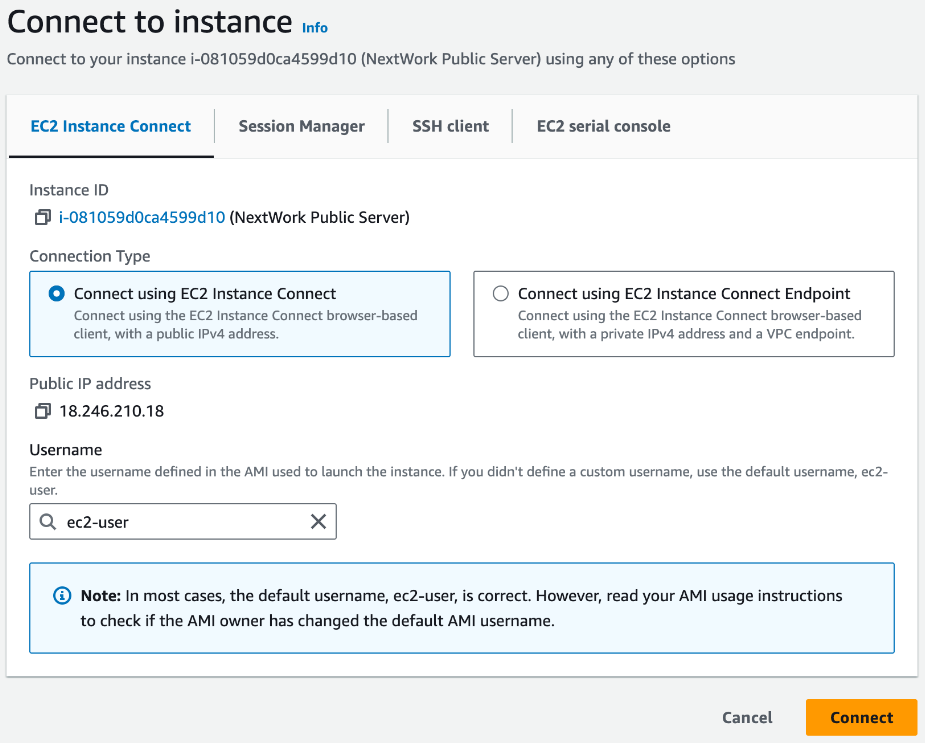 Connect to instance Info
Connect to your instance i-081059d0ca4599d10 (NextWork Public Server) using any of these options
EC2 Instance Connect Session Manager SSH client EC2 serial console
Instance ID
i-081059d0ca4599d10 (NextWork Public Server)
Connection Type
Connect using EC2 Instance Connect
Connect using the EC2 Instance Connect browser-based
client, with a public IPv4 address.
Connect using EC2 Instance Connect Endpoint
Connect using the EC2 Instance Connect browser-based
client, with a private IPv4 address and a VPC endpoint.
Public IP address
18.246.210.18
Username
Enter the username defined in the AMI used to launch the instance. If you didn't define a custom username, use the default username, ec2-
user.
ec2-user
Note: In most cases, the default username, ec2-user, is correct. However, read your AMI usage instructions
to check if the AMI owner has changed the default AMI username.
Cancel Connect